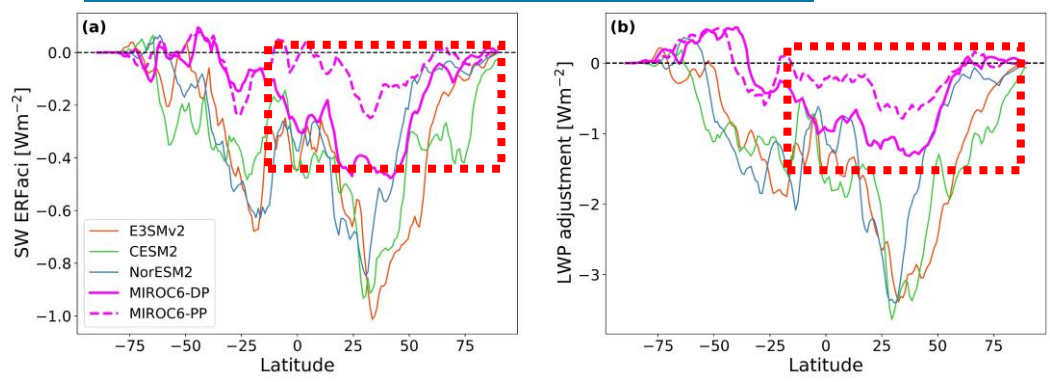 (a)
0.0
−0.2
−0.4
−0.6
−0.8
−1.0
SW ERFaci [Wm−2]
E3SMv2
CESM2
NorESM2
MIROC6-DP
MIROC6-PP
−75 −50 −25 0 25 50 75
Latitude
(b)
0
−1
−2
−3
LWP adjustment [Wm−2]
−75 −50 −25 0 25 50 75
Latitude